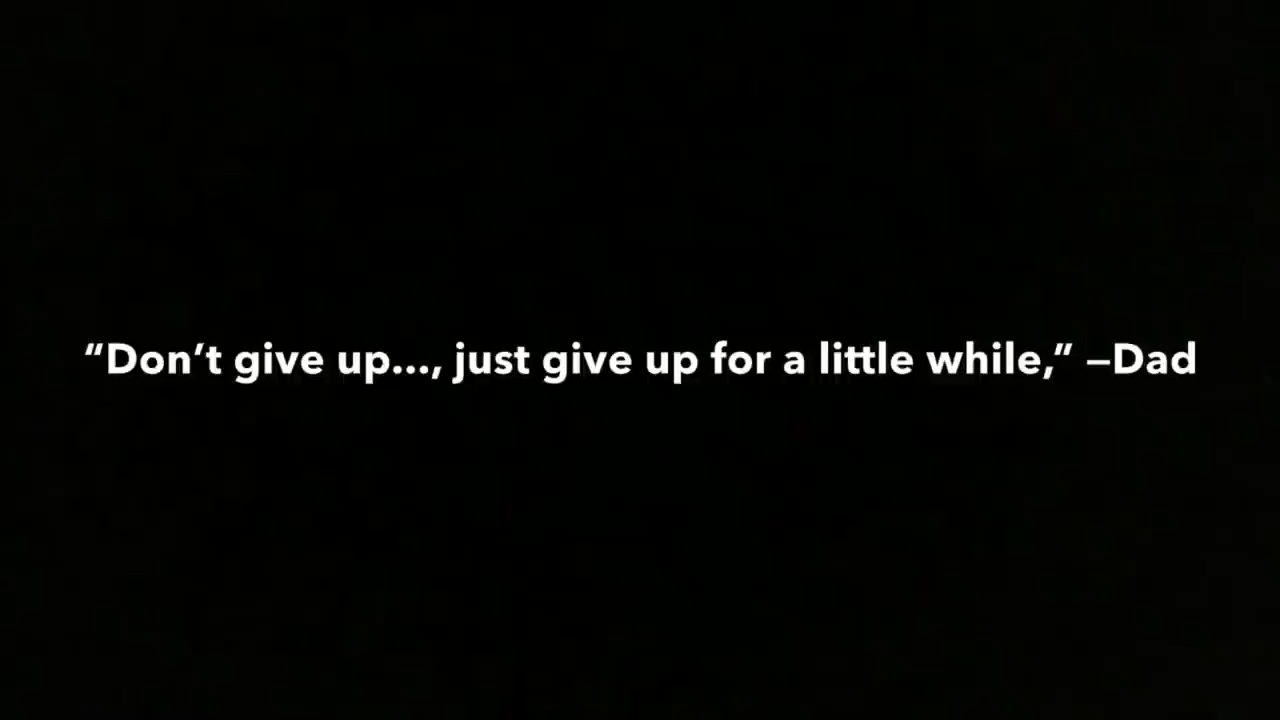 “Don’t give up..., just give up for a little while,” —Dad